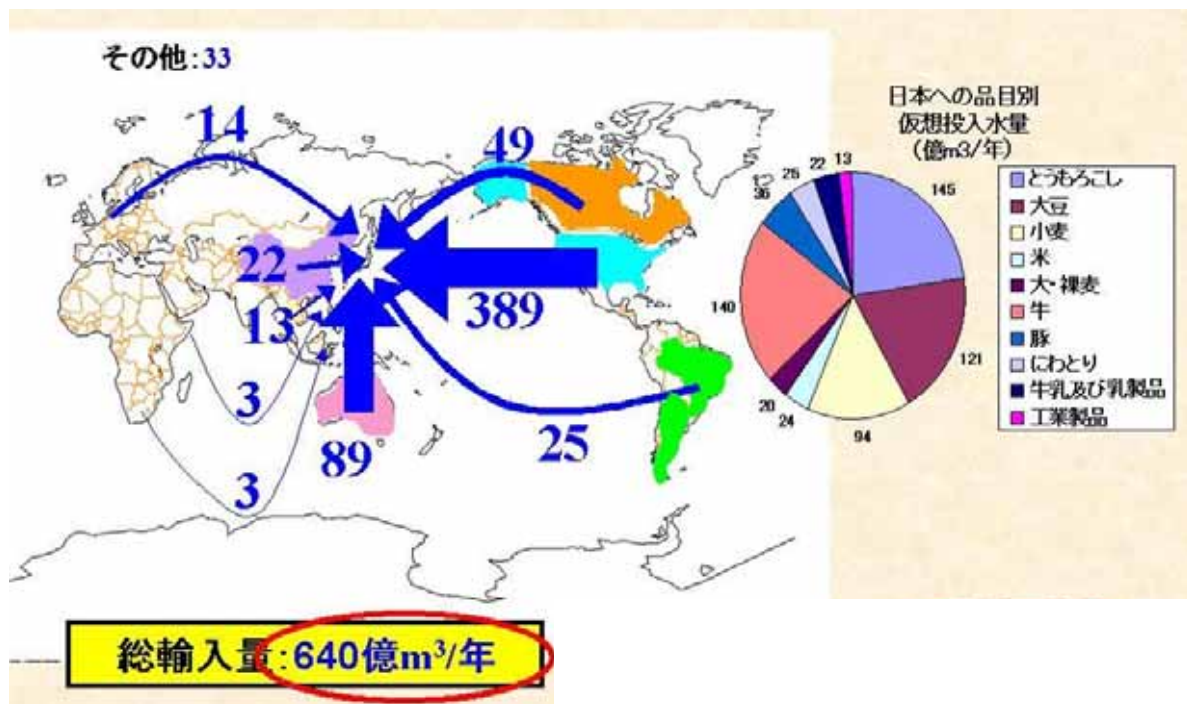 その他:33
14
49
22
13
389
3
89
25
3
日本への品目別
仮想投入水量
(億m3/年)
13
22
25
36
140
20
24
94
121
145
とうもろこし
大豆
小麦
米
大・裸麦
牛
豚
にわとり
牛乳及び乳製品
工業製品
総輸入量:640億m³/年